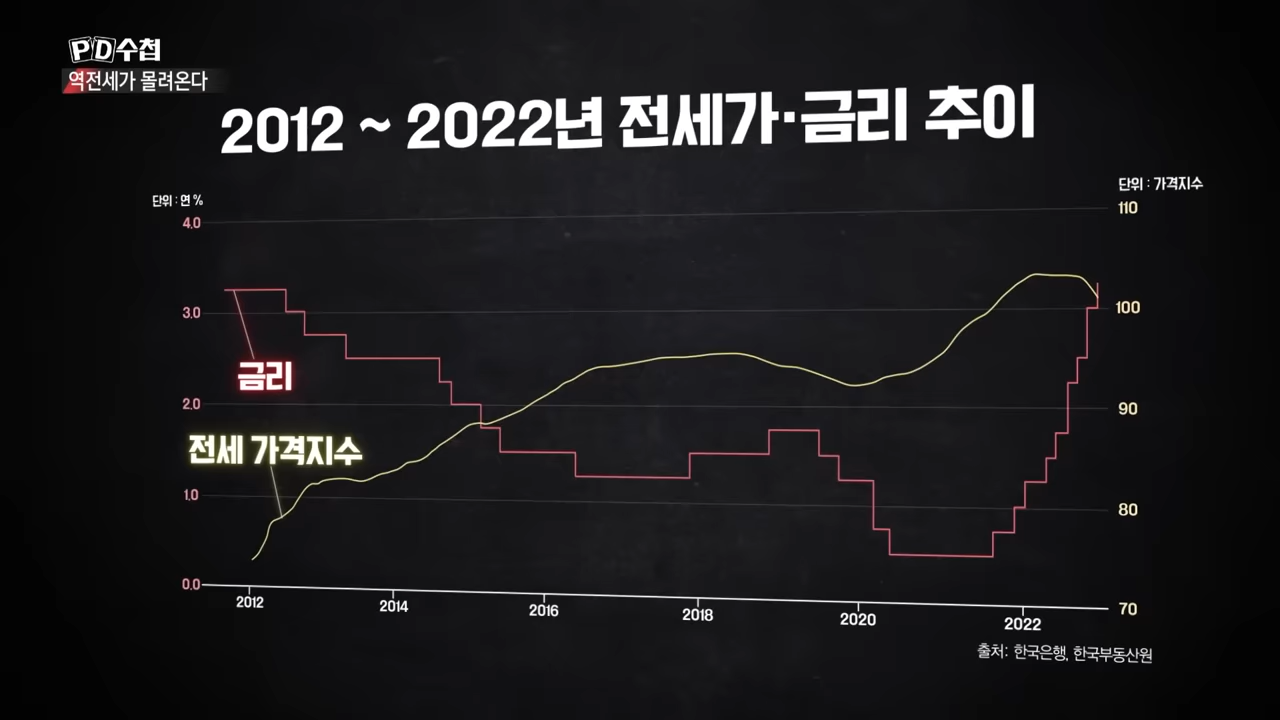 PD수첩
역전세가 몰려온다
2012 ~ 2022년 전세가·금리 추이
단위 : 연 %
단위 : 가격지수
4.0
3.0
2.0
1.0
0.0
110
100
90
80
70
금리
전세 가격지수
2012
2014
2016
2018
2020
2022
출처: 한국은행, 한국부동산원